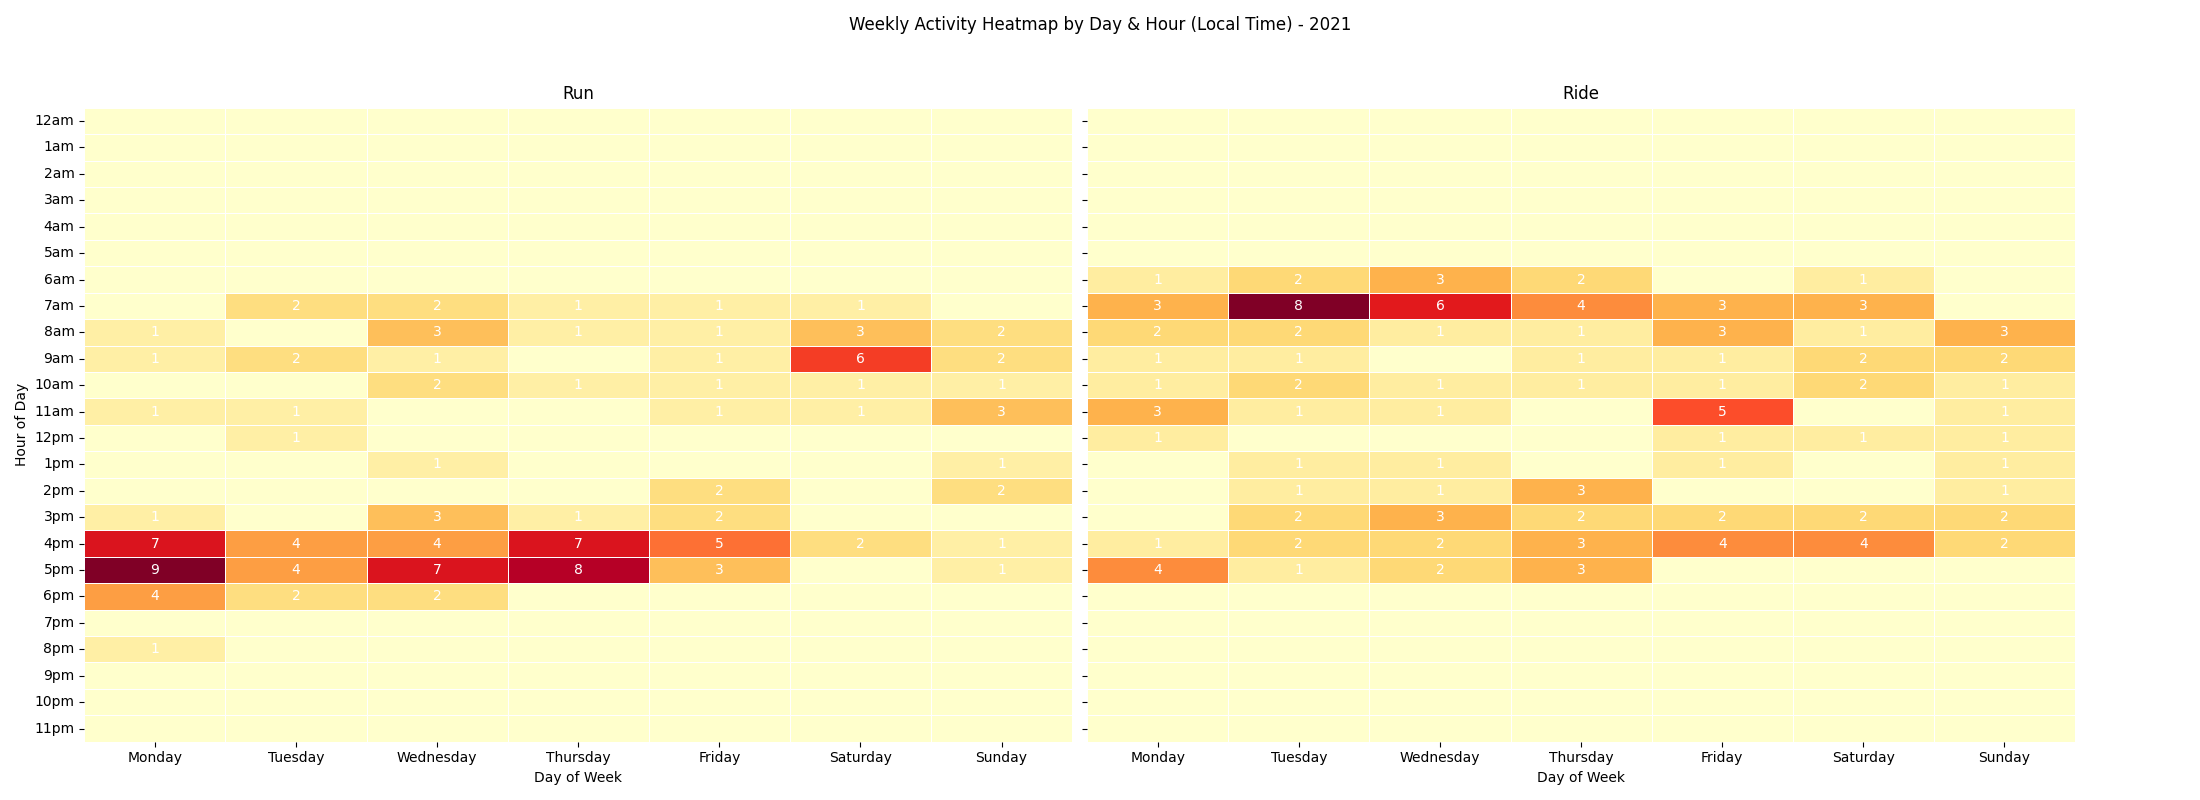 Weekly Activity Heatmap by Day & Hour (Local Time) - 2021
Run Ride
12am
1am
2am
3am
4am
5am
6am 1 2 3 2 1
7am 2 2 1 1 1 3 8 6 4 3 3
8am 1 3 1 1 3 2 2 2 1 1 3 1 3
9am 1 2 1 1 6 2 1 1 1 1 2 2
10am 2 1 1 1 1 1 2 1 1 1 2 1
11am 1 1 1 1 3 3 1 1 5 1
12pm 1 1 1 1 1
1pm 1 1 1 1 1 1
2pm 2 2 1 1 3 1
3pm 1 3 1 2 2 3 2 2 2 2
4pm 7 4 4 7 5 2 1 1 2 2 3 4 4 2
5pm 9 4 7 8 3 1 4 1 2 3
6pm 4 2 2
7pm
8pm 1
9pm
10pm
11pm
Hour of Day
Monday Tuesday Wednesday Thursday Friday Saturday Sunday Monday Tuesday Wednesday Thursday Friday Saturday Sunday
Day of Week Day of Week